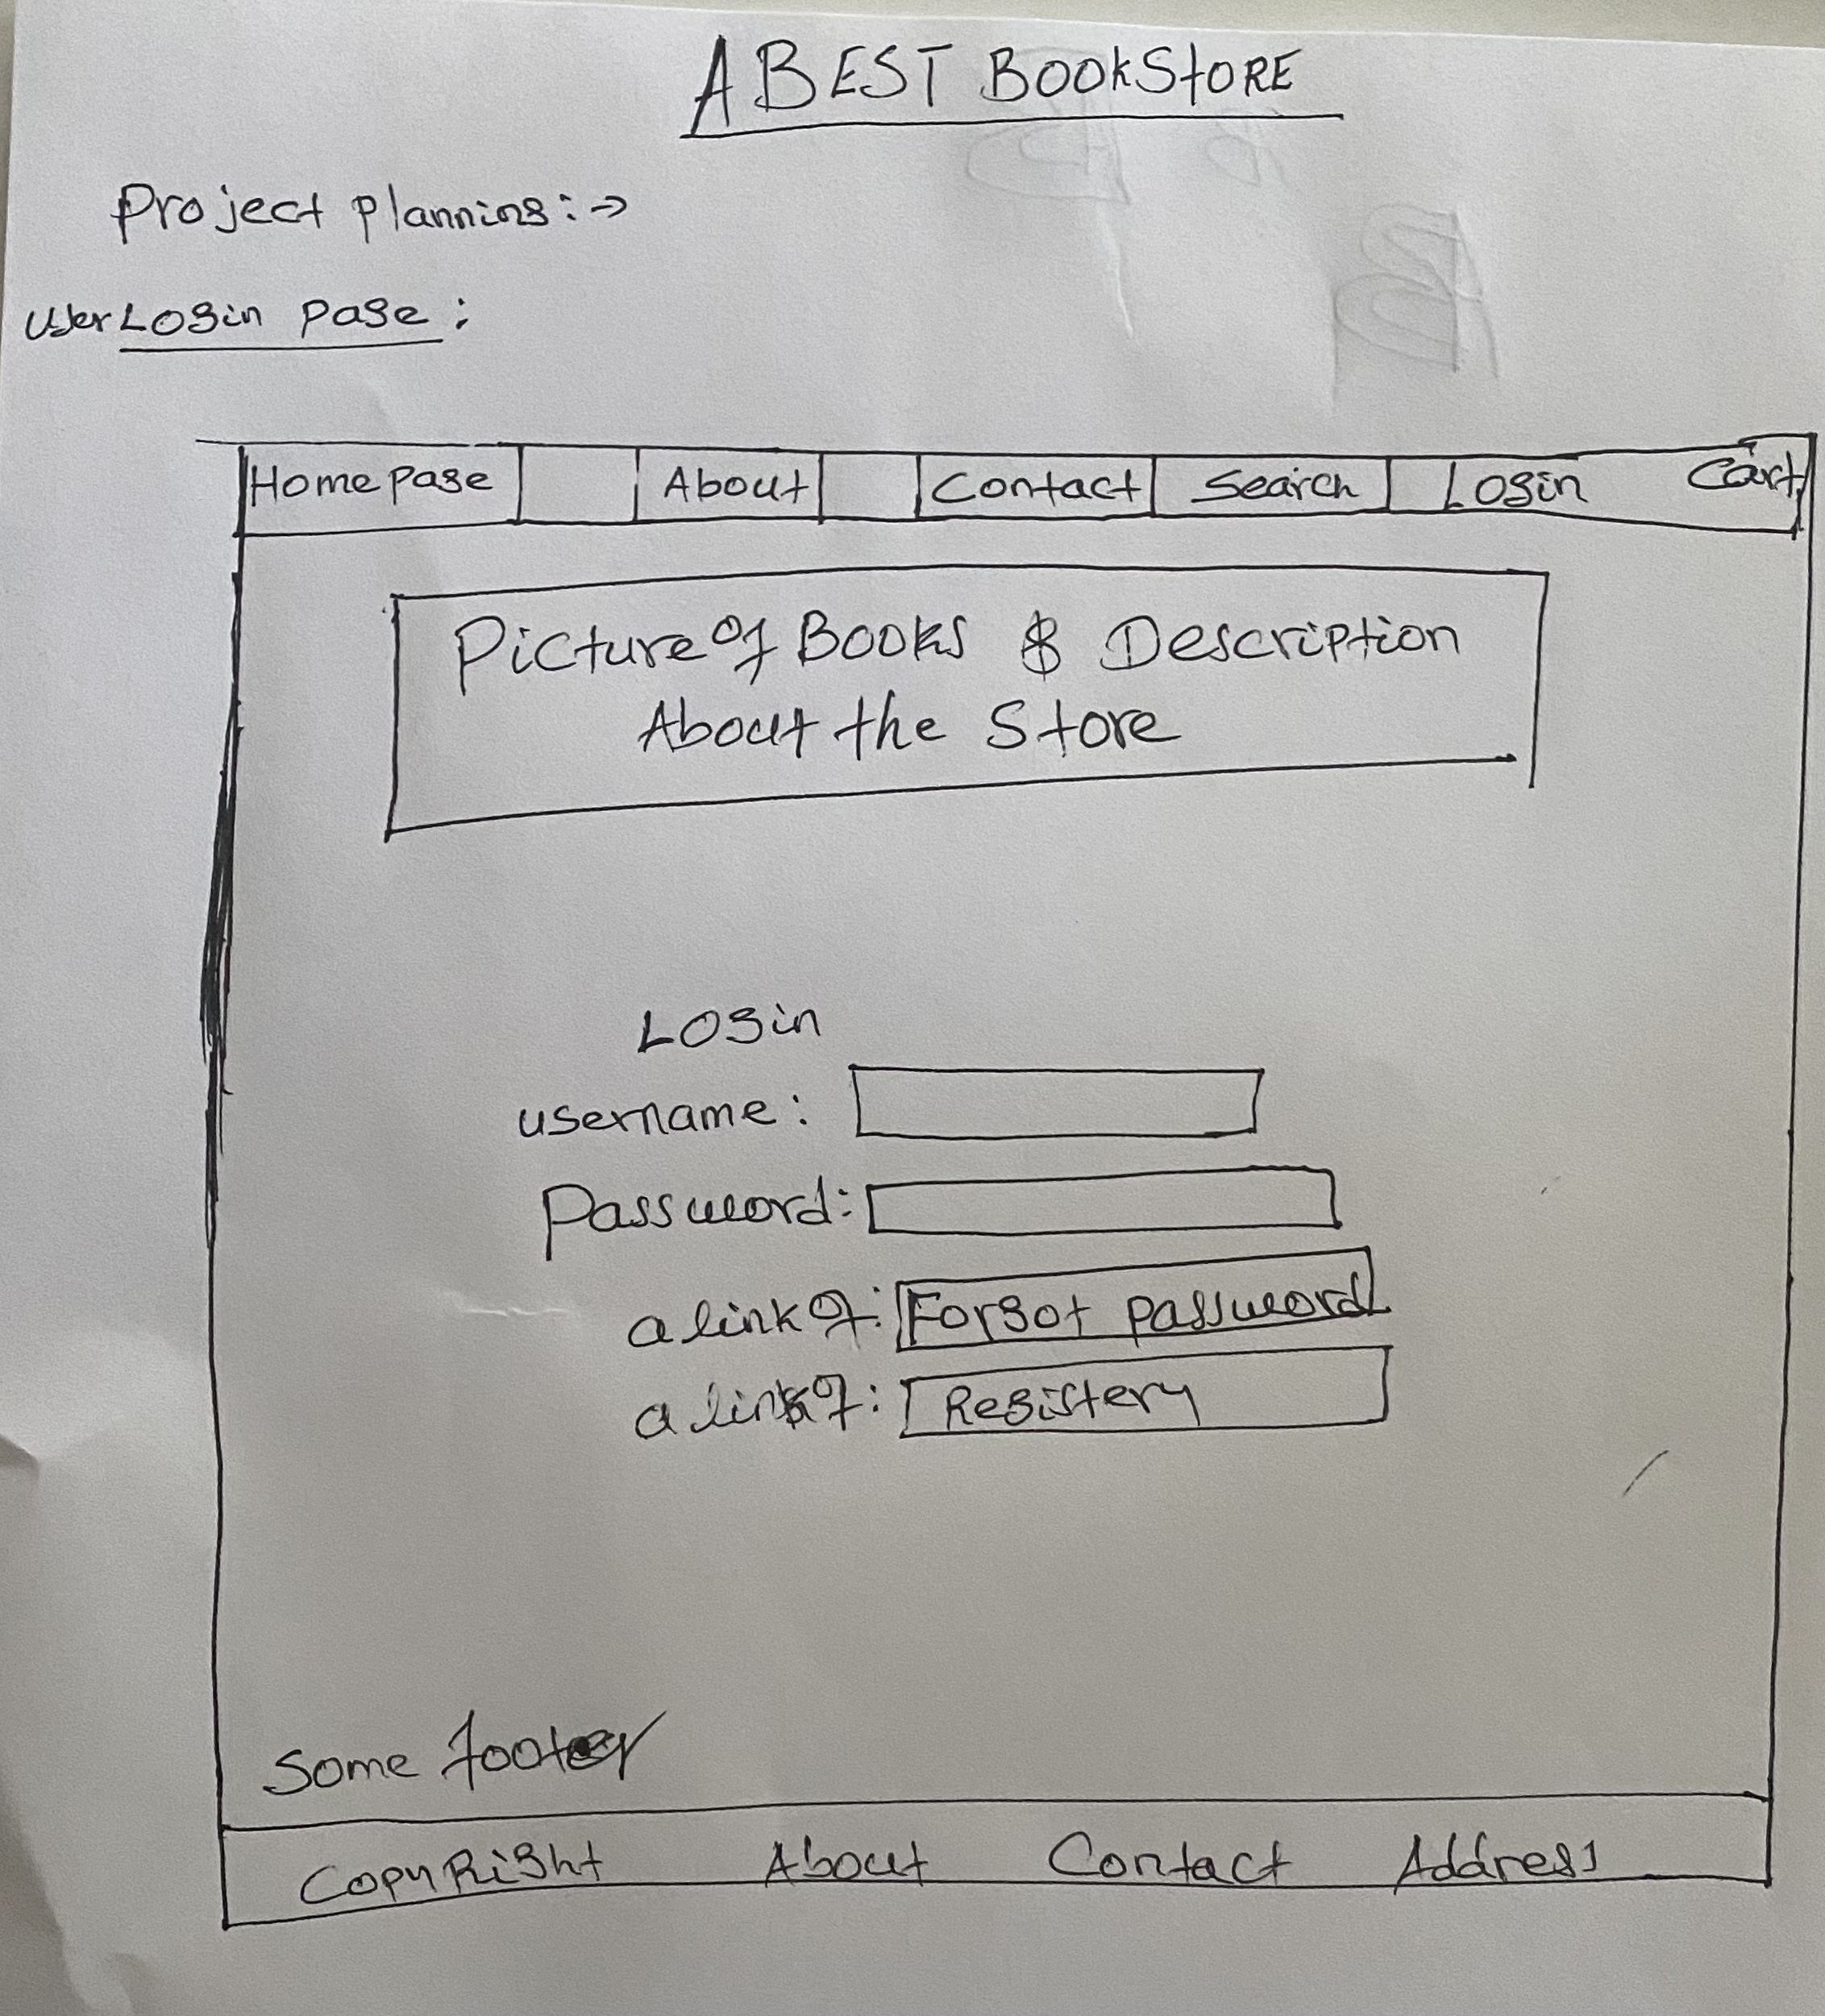 A BEST BOOKStORE
Project planning:->
User Login page:
Home page About Contact Search Login Cart
Picture of Books & Description
About the Store
Login
username:
Password:
a link of: Forgot password
a link of: Registery
Some footer
CopyRight About Contact Address